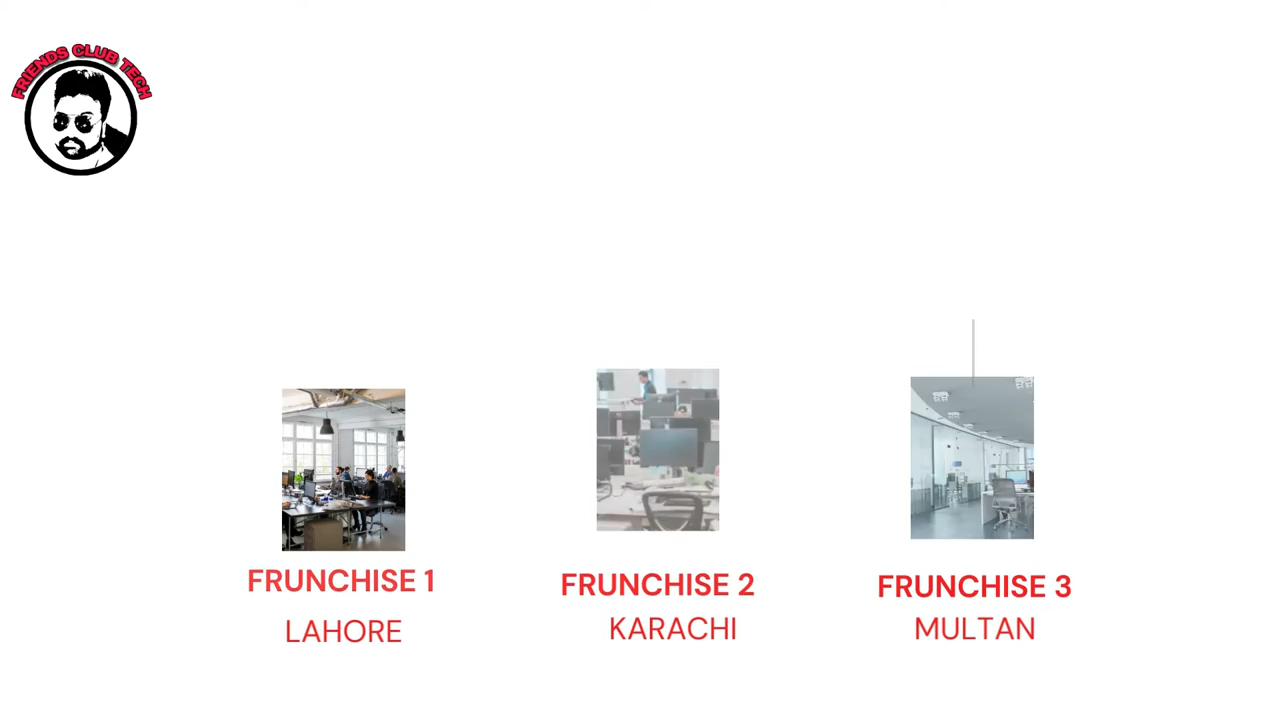 FRIENDS CLUB TECH
FRUNCHISE 1
LAHORE
FRUNCHISE 2
KARACHI
FRUNCHISE 3
MULTAN